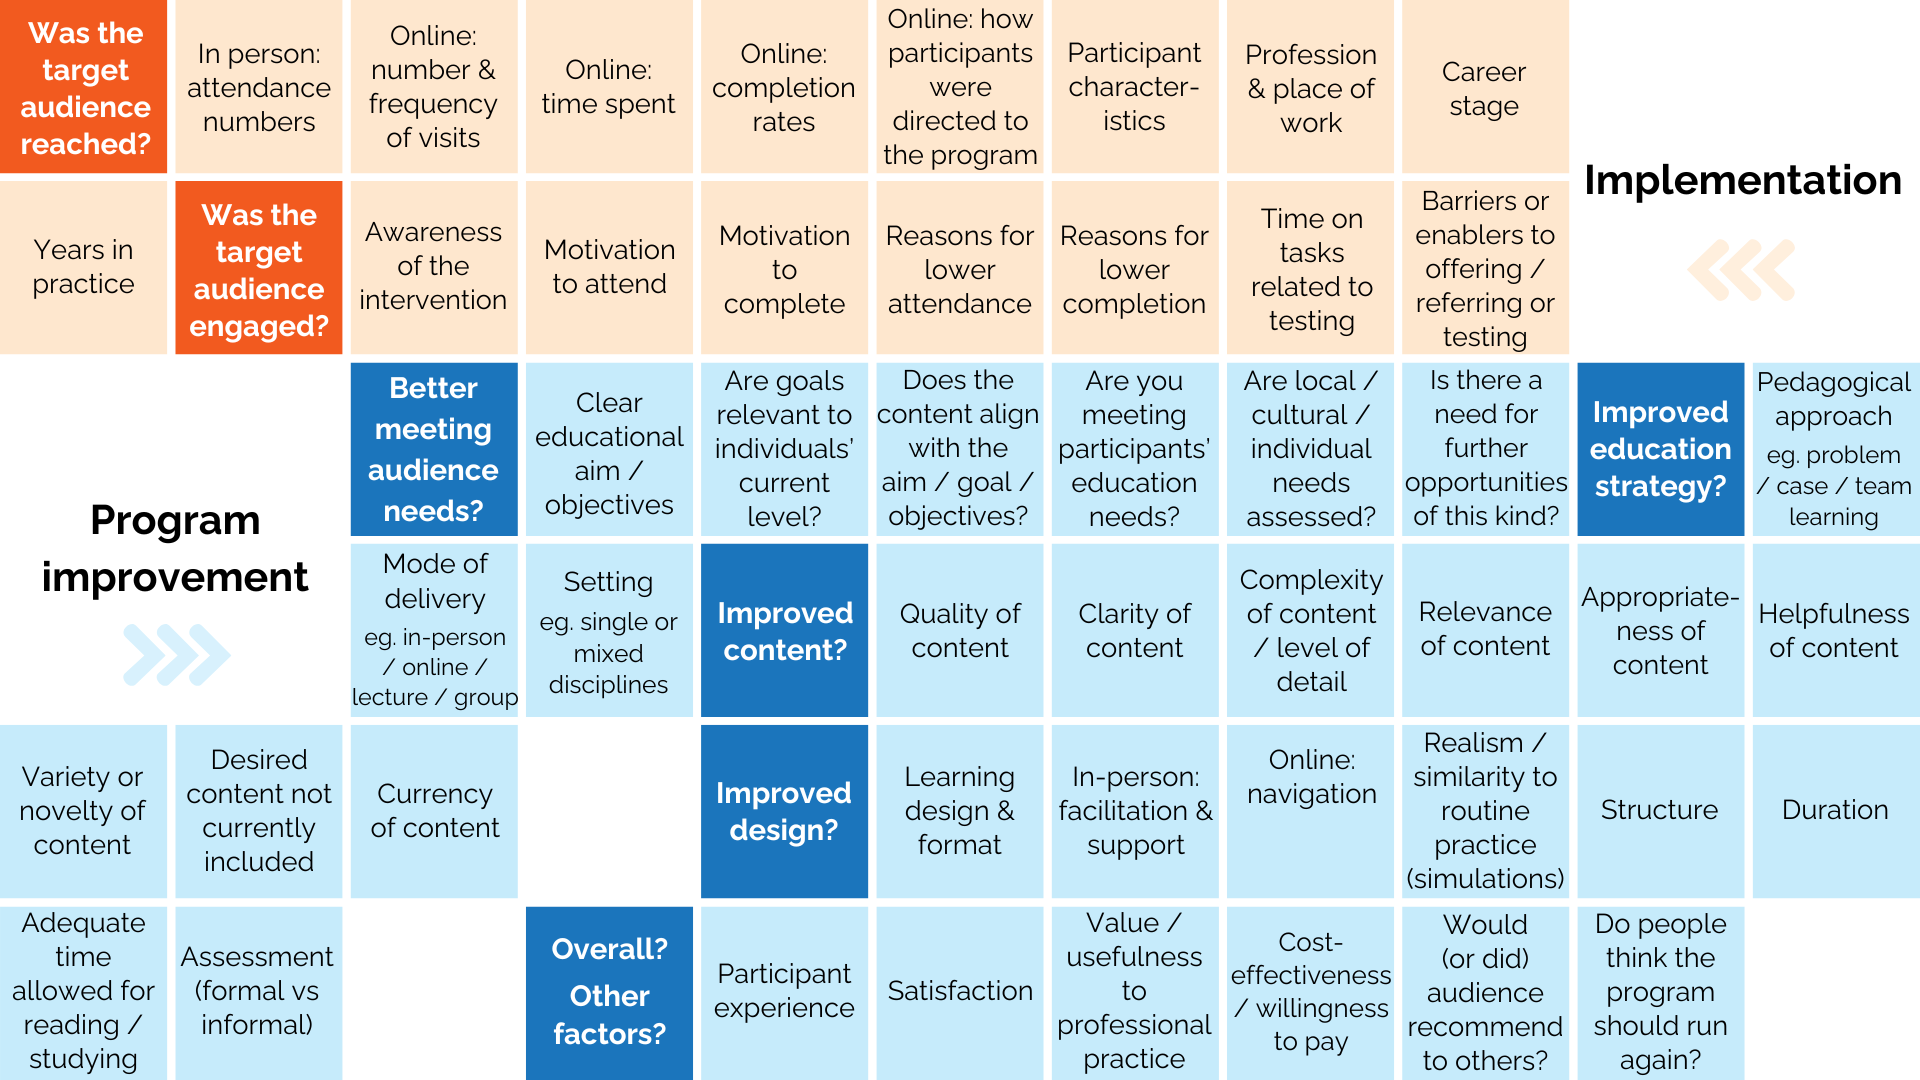 Was the
target
audience
reached?
In person:
attendance
numbers
Online:
number &
frequency
of visits
Online:
time spent
Online:
completion
rates
Online: how
participants
were
directed to
the program
Participant
character-
istics
Profession
& place of
work
Career
stage
Implementation
Years in
practice
Was the
target
audience
engaged?
Awareness
of the
intervention
Motivation
to attend
Motivation
to
complete
Reasons for
lower
attendance
Reasons for
lower
completion
Time on
tasks
related to
testing
Barriers or
enablers to
offering /
referring or
testing
Program
improvement
Better
meeting
audience
needs?
Clear
educational
aim /
objectives
Are goals
relevant to
individuals’
current
level?
Does the
content align
with the
aim / goal /
objectives?
Are you
meeting
participants’
education
needs?
Are local /
cultural /
individual
needs
assessed?
Is there a
need for
further
opportunities
of this kind?
Improved
education
strategy?
Pedagogical
approach
eg. problem
/ case / team
learning
Mode of
delivery
eg. in-person
/ online /
lecture / group
Setting
eg. single or
mixed
disciplines
Improved
content?
Quality of
content
Clarity of
content
Complexity
of content
/ level of
detail
Relevance
of content
Appropriate-
ness of
content
Helpfulness
of content
Variety or
novelty of
content
Desired
content not
currently
included
Currency
of content
Improved
design?
Learning
design &
format
In-person:
facilitation &
support
Online:
navigation
Realism /
similarity to
routine
practice
(simulations)
Structure
Duration
Adequate
time
allowed for
reading /
studying
Assessment
(formal vs
informal)
Overall?
Other
factors?
Participant
experience
Satisfaction
Value /
usefulness
to
professional
practice
Cost-
effectiveness
/ willingness
to pay
Would
(or did)
audience
recommend
to others?
Do people
think the
program
should run
again?